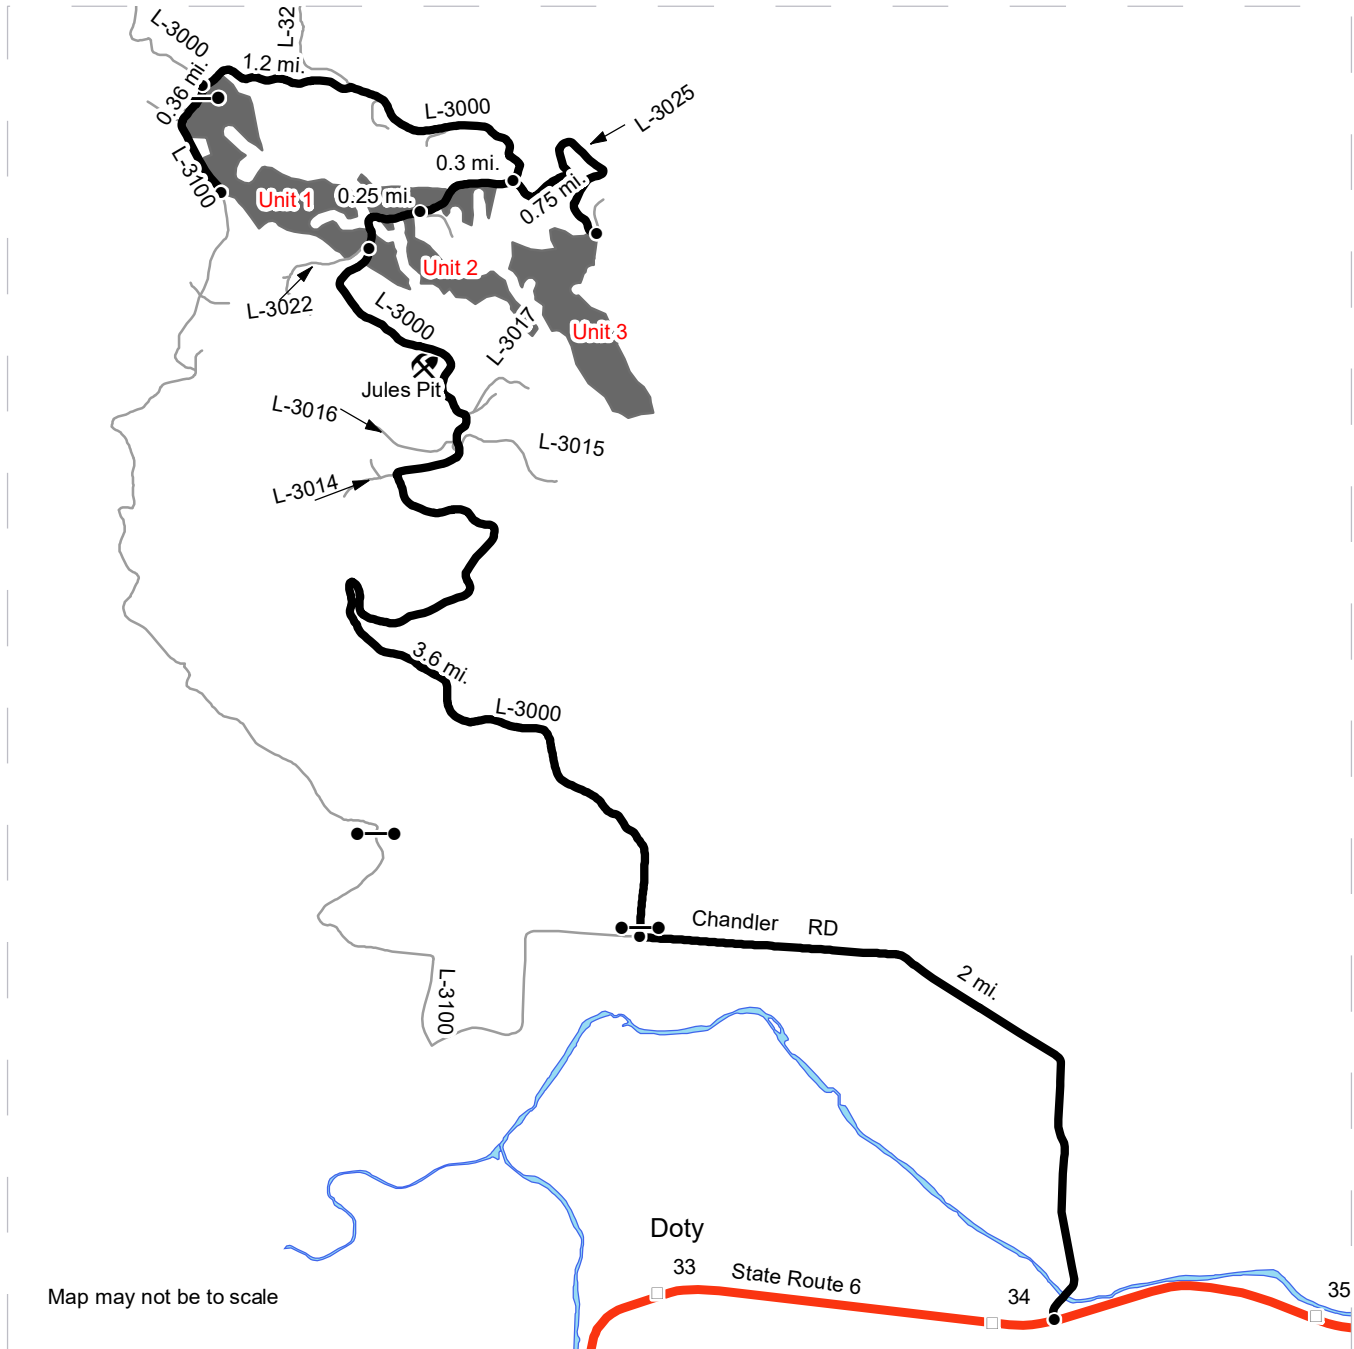 L-3000
L-32
1.2 mi.
0.36 mi.
L-3000
L-3025
0.3 mi.
L-3100
Unit 1
0.25 mi.
0.75 mi.
Unit 2
L-3022
L-3000
L-3017
Unit 3
Jules Pit
L-3016
L-3015
L-3014
3.6 mi.
L-3000
Chandler RD
2 mi.
L-3100
Doty
33
State Route 6
34
35
Map may not be to scale